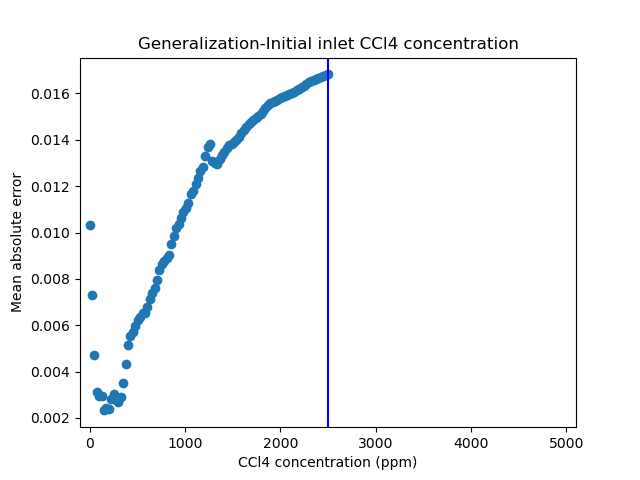 Generalization-Initial inlet CCl4 concentration
0.016
0.014
0.012
0.010
0.008
0.006
0.004
0.002
Mean absolute error
0 1000 2000 3000 4000 5000
CCl4 concentration (ppm)